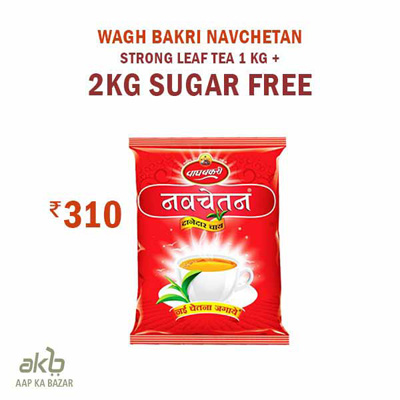 WAGH BAKRI NAVCHETAN
STRONG LEAF TEA 1 KG +
2KG SUGAR FREE
वाघ बकरी
नवचेतन
दानेदार चाय
₹310
नई चेतना जगाये
akb
AAP KA BAZAR